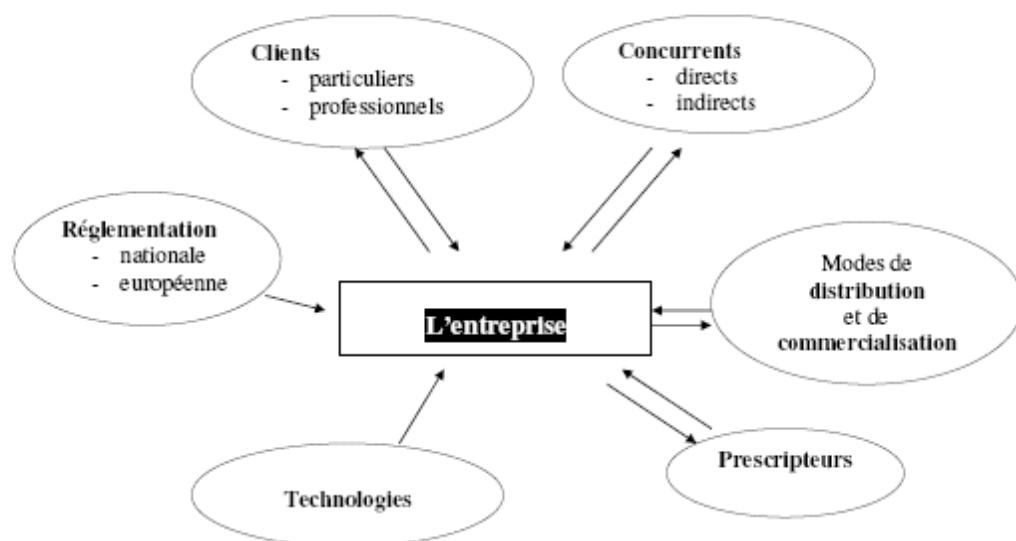 Clients
- particuliers
- professionnels
Concurrents
- directs
- indirects
Réglementation
- nationale
- européenne
L'entreprise
Modes de
distribution
et de
commercialisation
Technologies
Prescripteurs